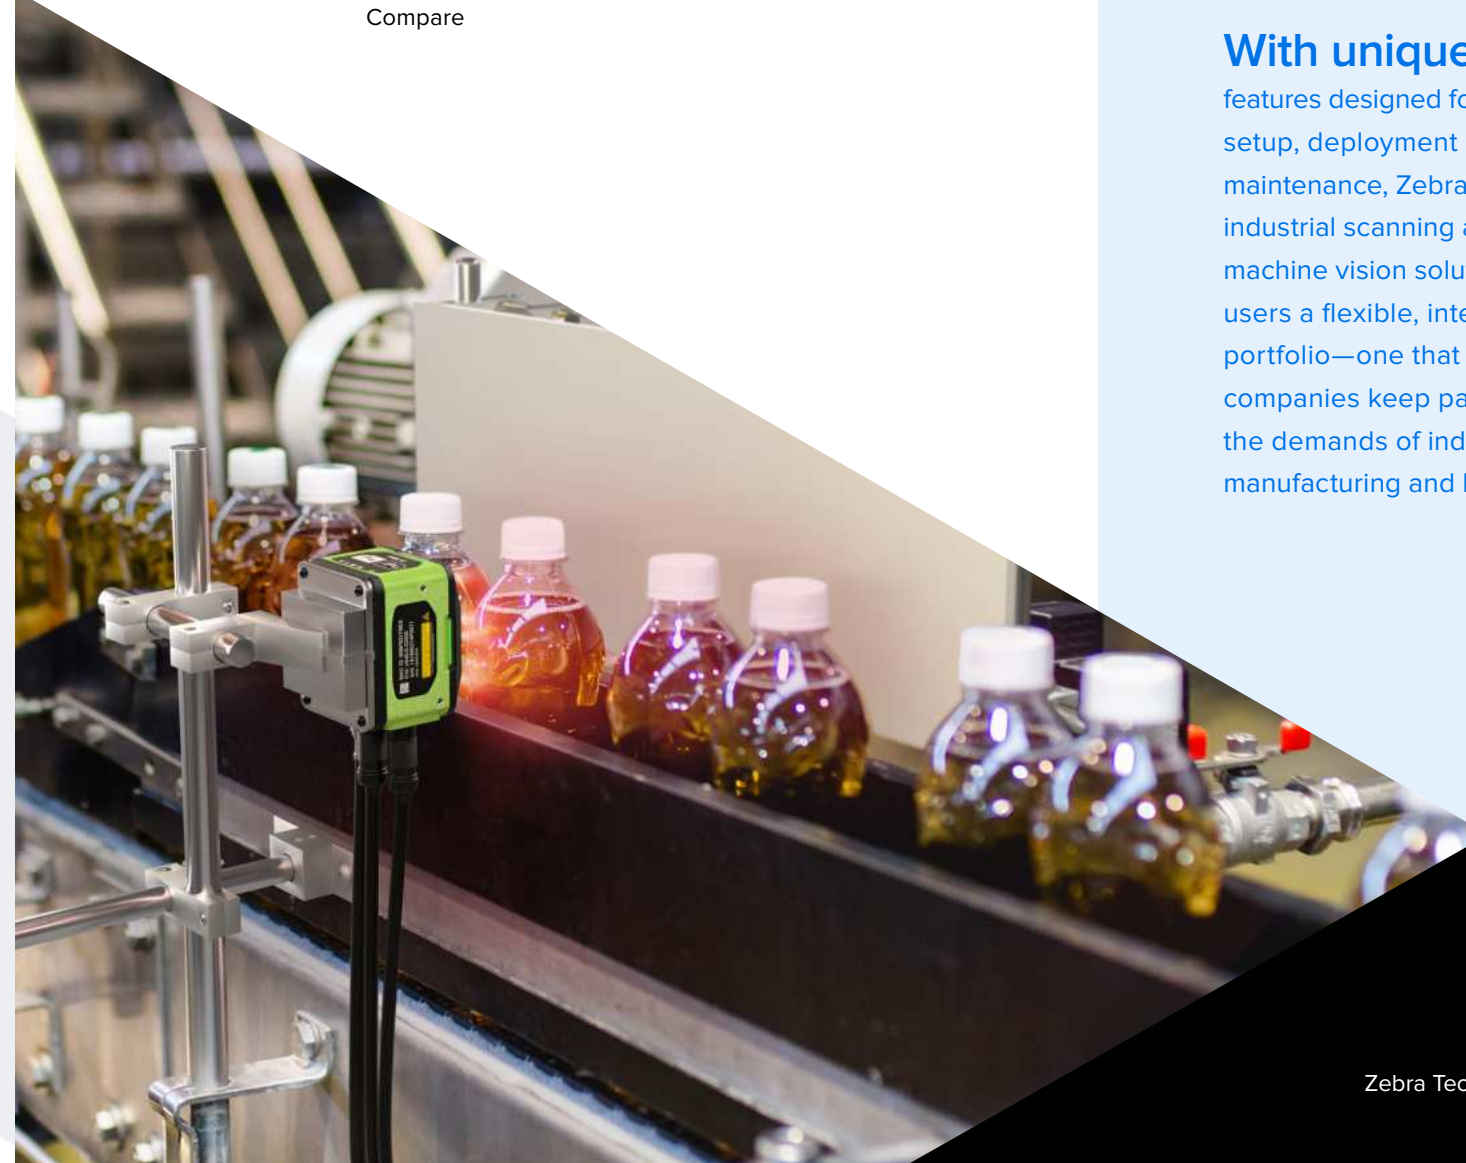 Compare
With unique
features designed fo
setup, deployment
maintenance, Zebra
industrial scanning a
machine vision solu
users a flexible, inte
portfolio—one that
companies keep pa
the demands of ind
manufacturing and
Zebra Tec